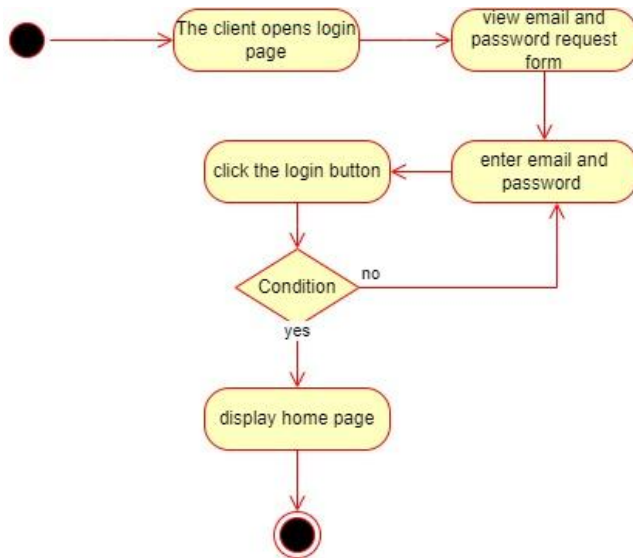 The client opens login
page
view email and
password request
form
enter email and
password
click the login button
Condition
no
yes
display home page